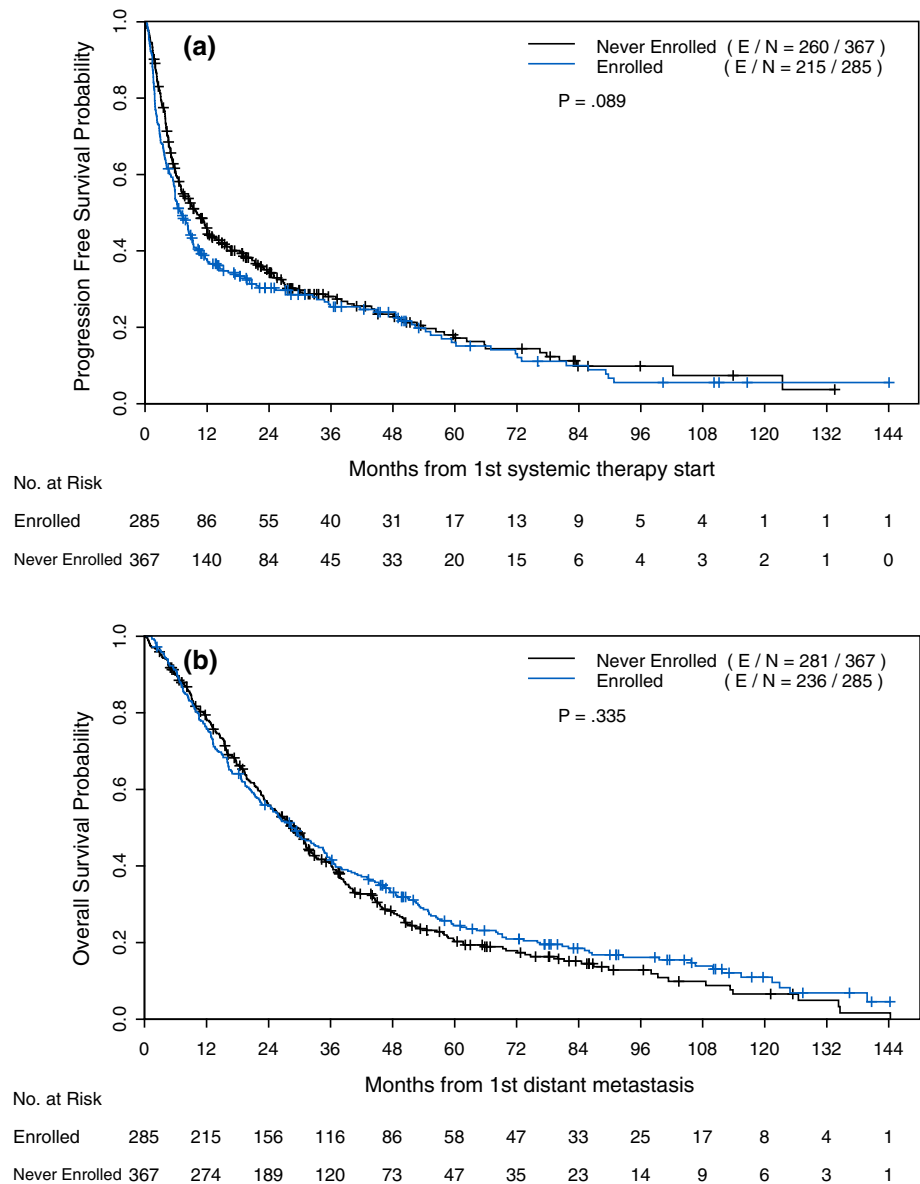 (a)
Never Enrolled ( E / N = 260 / 367 )
Enrolled ( E / N = 215 / 285 )
P = .089
Progression Free Survival Probability
1.0
0.8
0.6
0.4
0.2
0.0
0 12 24 36 48 60 72 84 96 108 120 132 144
Months from 1st systemic therapy start
No. at Risk
Enrolled 285 86 55 40 31 17 13 9 5 4 1 1 1
Never Enrolled 367 140 84 45 33 20 15 6 4 3 2 1 0
(b)
Never Enrolled ( E / N = 281 / 367 )
Enrolled ( E / N = 236 / 285 )
P = .335
Overall Survival Probability
1.0
0.8
0.6
0.4
0.2
0.0
0 12 24 36 48 60 72 84 96 108 120 132 144
Months from 1st distant metastasis
No. at Risk
Enrolled 285 215 156 116 86 58 47 33 25 17 8 4 1
Never Enrolled 367 274 189 120 73 47 35 23 14 9 6 3 1